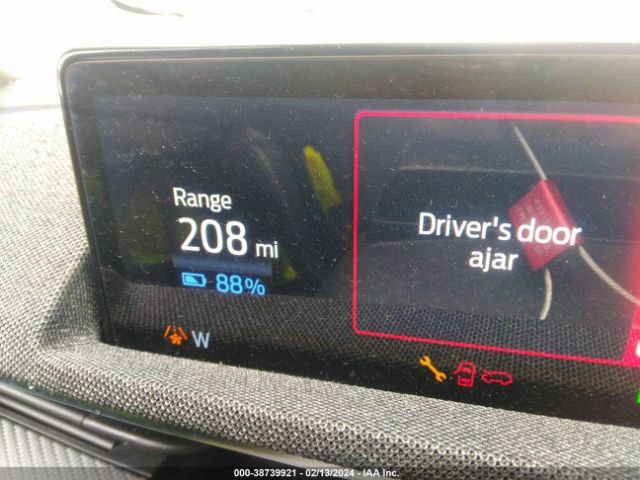 Range
208 mi
88%
W
Driver's door
ajar
000-38739921 - 02/13/2024 - IAA Inc.